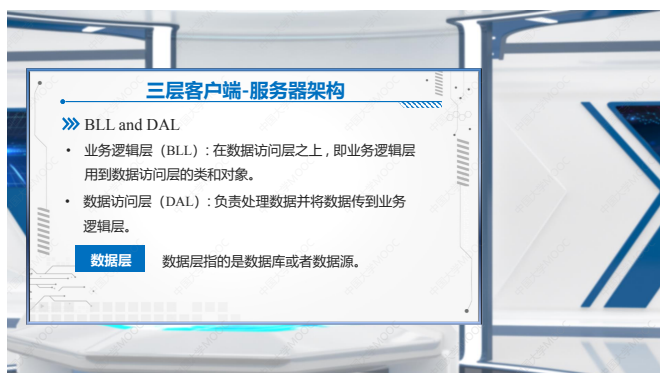 三层客户端-服务器架构
BLL and DAL
• 业务逻辑层（BLL）: 在数据访问层之上 , 即业务逻辑层
用到数据访问层的类和对象。
• 数据访问层（DAL）: 负责处理数据并将数据传到业务
逻辑层。
数据层
数据层指的是数据库或者数据源。